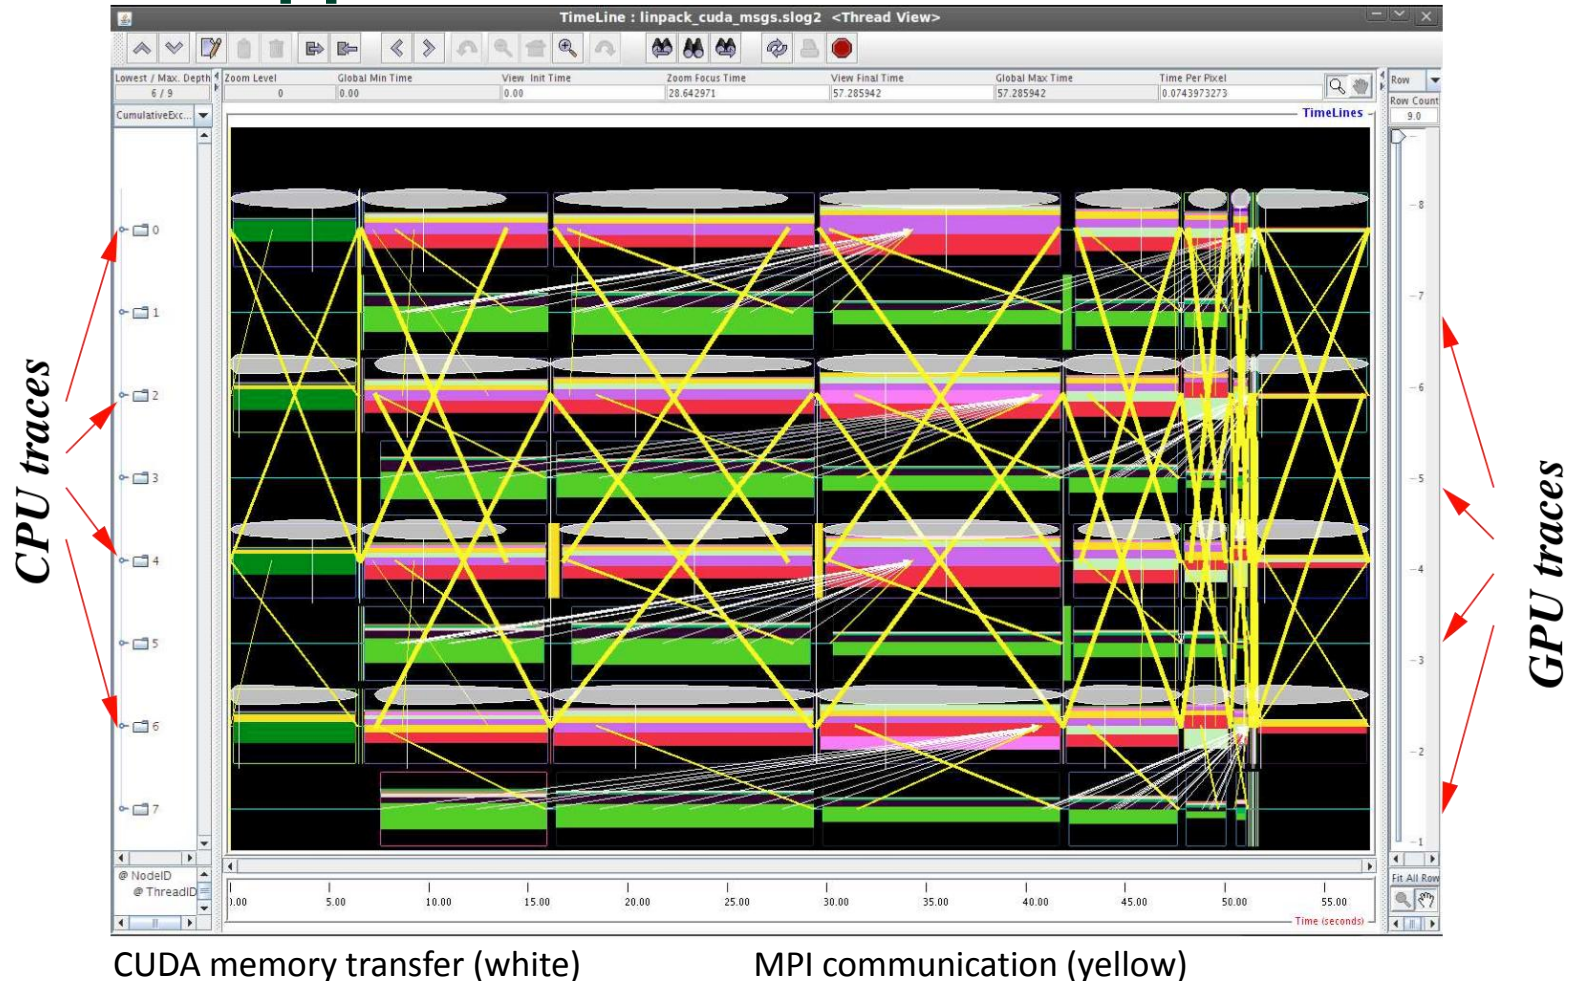 TimeLine : linpack_cuda_msgs.slog2 <Thread View>
Lowest / Max. Depth Zoom Level Global Min Time View Init Time Zoom Focus Time View Final Time Global Max Time Time Per Pixel Row
6 / 9 0 0.00 0.00 28.642971 57.285942 57.285942 0.0743973273 Row Count
CumulativeExc... TimeLines 9.0
0
1
2
3
4
5
6
7
8
7
6
5
4
3
2
1
CPU traces
GPU traces
@ NodeID
@ ThreadID
Fit All Row
5.00 10.00 15.00 20.00 25.00 30.00 35.00 40.00 45.00 50.00 55.00
Time (seconds)
CUDA memory transfer (white) MPI communication (yellow)